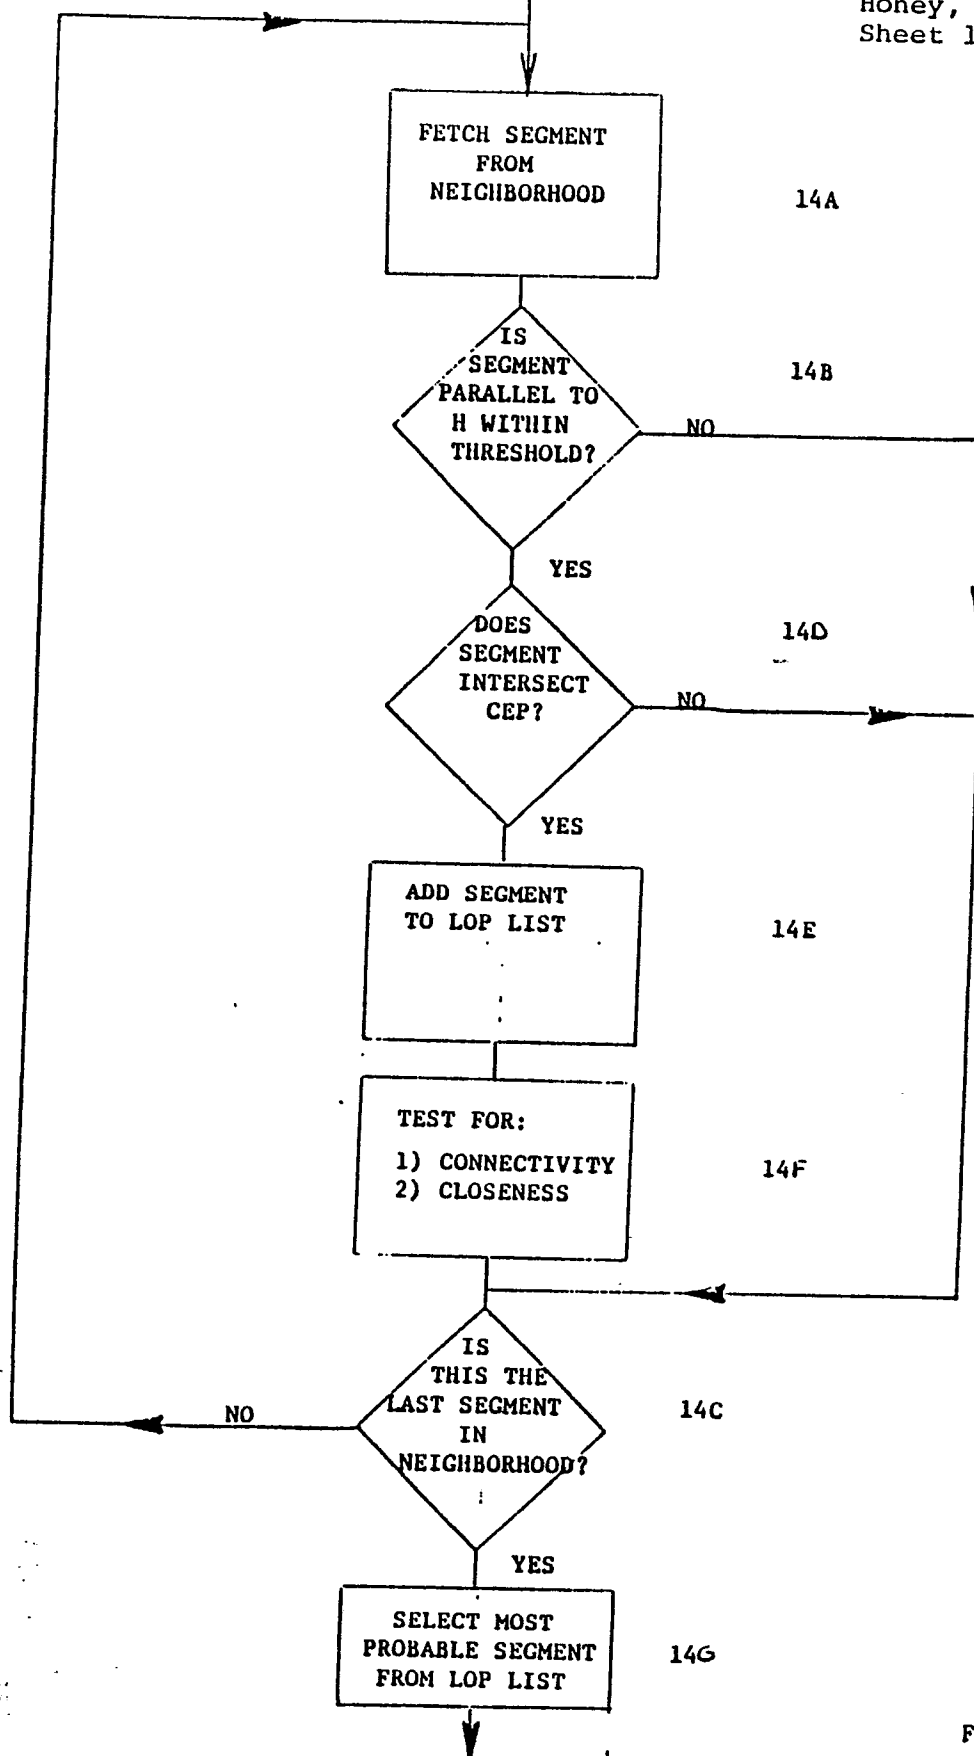 Honey,
Sheet 1
FETCH SEGMENT
FROM
NEIGHBORHOOD
14A
IS
SEGMENT
PARALLEL TO
H WITHIN
THRESHOLD?
14B
NO
YES
DOES
SEGMENT
INTERSECT
CEP?
14D
NO
YES
ADD SEGMENT
TO LOP LIST
14E
TEST FOR:
1) CONNECTIVITY
2) CLOSENESS
14F
IS
THIS THE
LAST SEGMENT
IN
NEIGHBORHOOD?
14C
NO
YES
SELECT MOST
PROBABLE SEGMENT
FROM LOP LIST
14G
F